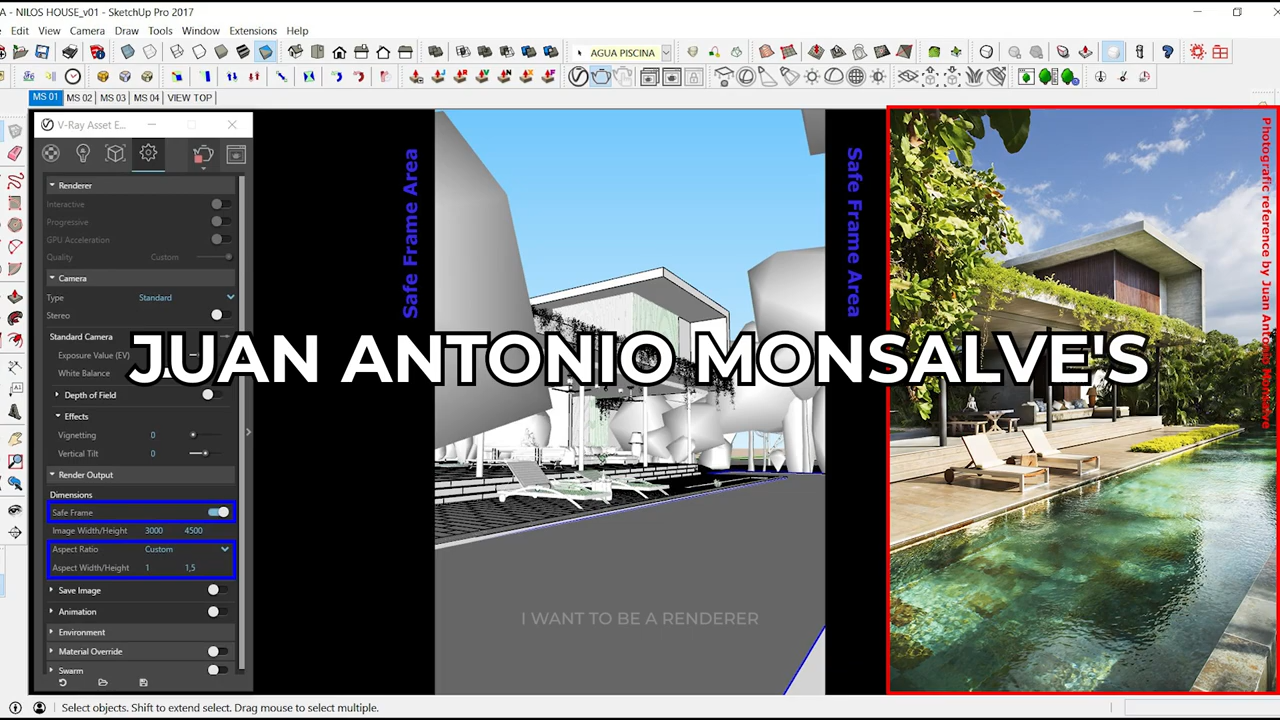 A - NILOS HOUSE_v01 - SketchUp Pro 2017
Edit View Camera Draw Tools Window Extensions Help
AGUA PISCINA
MS 01 MS 02 MS 03 MS 04 VIEW TOP
V-Ray Asset E...
Renderer
Interactive
Progressive
GPU Acceleration
Quality Custom
Camera
Type Standard
Stereo
Standard Camera
Exposure Value (EV)
White Balance
Depth of Field
Effects
Vignetting 0
Vertical Tilt 0
Render Output
Dimensions
Safe Frame
Image Width/Height 3000 4500
Aspect Ratio Custom
Aspect Width/Height 1 1,5
Save Image
Animation
Environment
Material Override
Swarm
Safe Frame Area
Safe Frame Area
Photografic reference by Juan Antonio Monsalve
JUAN ANTONIO MONSALVE'S
I WANT TO BE A RENDERER
Select objects. Shift to extend select. Drag mouse to select multiple.